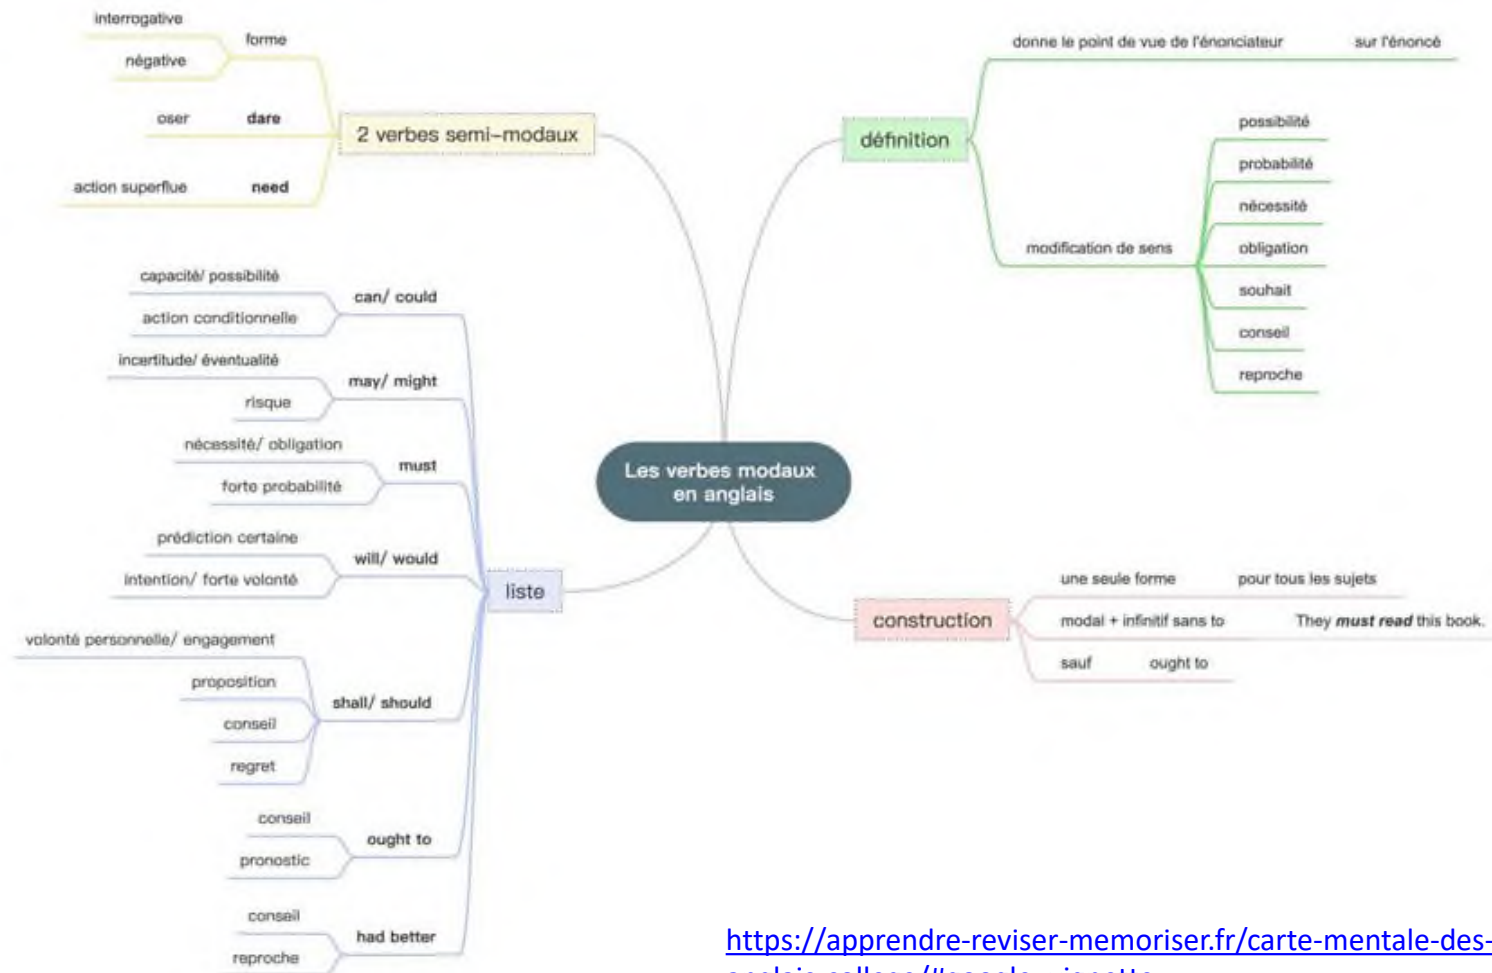 interrogative
forme
négative
oser
dare
action superflue
need
2 verbes semi-modaux
définition
donne le point de vue de l'énonciateur
sur l'énoncé
modification de sens
possibilité
probabilité
nécessité
obligation
souhait
conseil
reproche
Les verbes modaux
en anglais
liste
capacité/ possibilité
can/ could
action conditionnelle
incertitude/ éventualité
may/ might
risque
nécessité/ obligation
must
forte probabilité
prédiction certaine
will/ would
intention/ forte volonté
volonté personnelle/ engagement
proposition
shall/ should
conseil
regret
conseil
ought to
pronostic
conseil
had better
reproche
construction
une seule forme
pour tous les sujets
modal + infinitif sans to
They must read this book.
sauf
ought to
https://apprendre-reviser-memoriser.fr/carte-mentale-des-